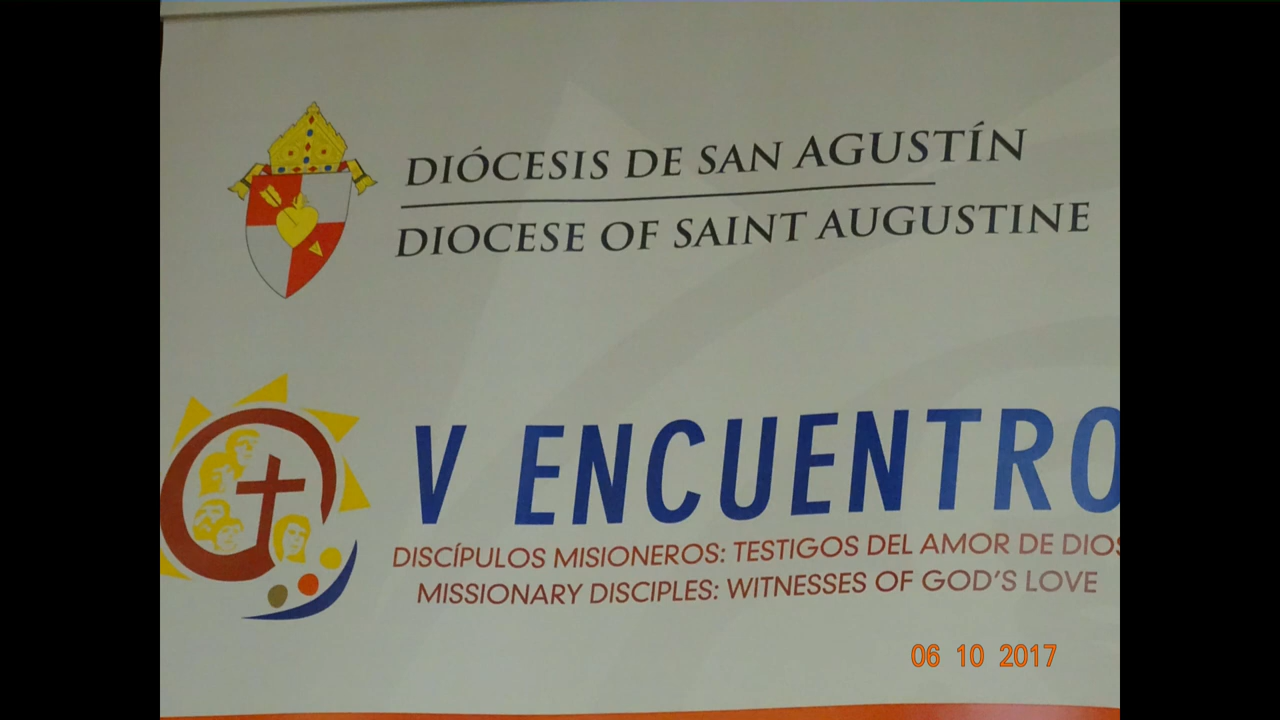 DIÓCESIS DE SAN AGUSTÍN
DIOCESE OF SAINT AUGUSTINE
V ENCUENTRO
DISCÍPULOS MISIONEROS: TESTIGOS DEL AMOR DE DIOS
MISSIONARY DISCIPLES: WITNESSES OF GOD'S LOVE
06 10 2017